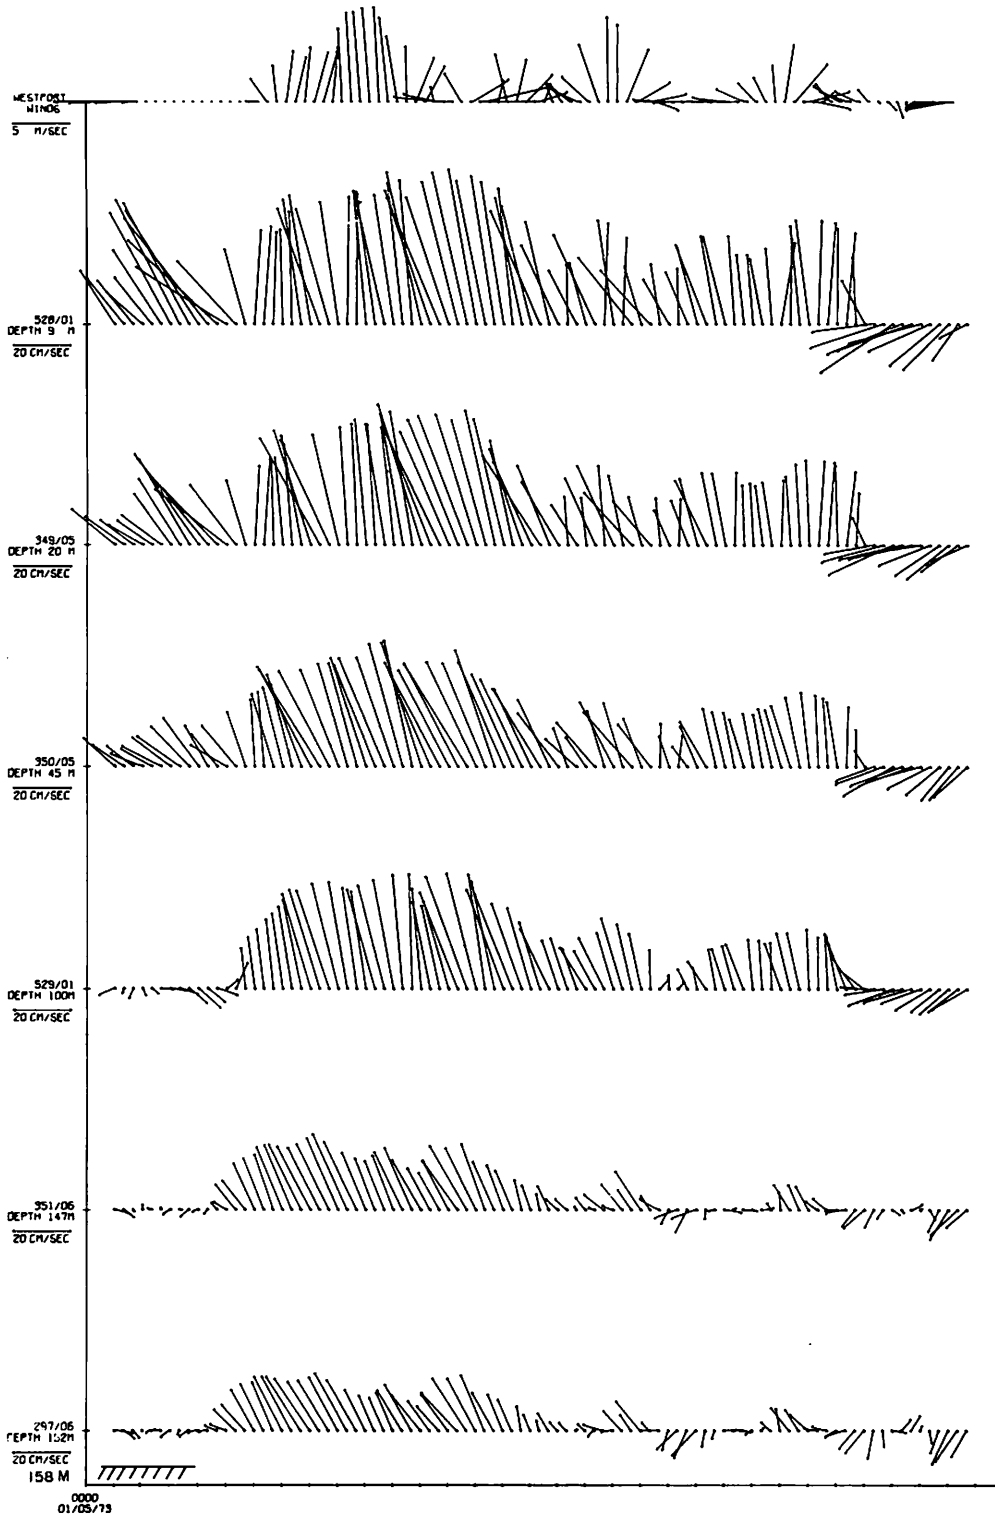 WESTPORT
WINDS
5 M/SEC
528/01
DEPTH 9 M
20 CM/SEC
349/05
DEPTH 20 M
20 CM/SEC
350/05
DEPTH 45 M
20 CM/SEC
529/01
DEPTH 100M
20 CM/SEC
351/06
DEPTH 147M
20 CM/SEC
297/06
DEPTH 152M
20 CM/SEC
158 M
0000
01/05/73